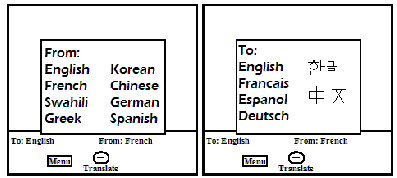 From:
English Korean
French Chinese
Swahili German
Greek Spanish
To: English From: French
Menu
Translate
To:
English 한글
Francais 中文
Espanol
Deutsch
To: English From: French
Menu
Translate